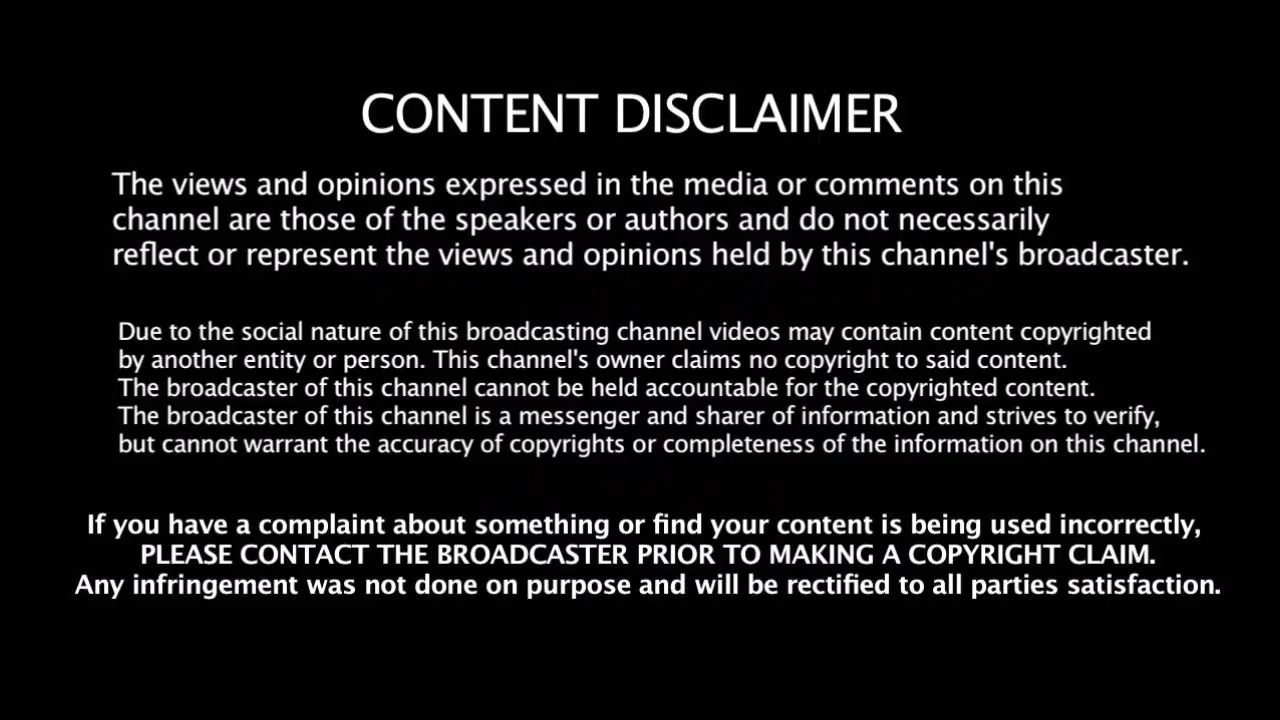 CONTENT DISCLAIMER
The views and opinions expressed in the media or comments on this
channel are those of the speakers or authors and do not necessarily
reflect or represent the views and opinions held by this channel's broadcaster.
Due to the social nature of this broadcasting channel videos may contain content copyrighted
by another entity or person. This channel's owner claims no copyright to said content.
The broadcaster of this channel cannot be held accountable for the copyrighted content.
The broadcaster of this channel is a messenger and sharer of information and strives to verify,
but cannot warrant the accuracy of copyrights or completeness of the information on this channel.
If you have a complaint about something or find your content is being used incorrectly,
PLEASE CONTACT THE BROADCASTER PRIOR TO MAKING A COPYRIGHT CLAIM.
Any infringement was not done on purpose and will be rectified to all parties satisfaction.